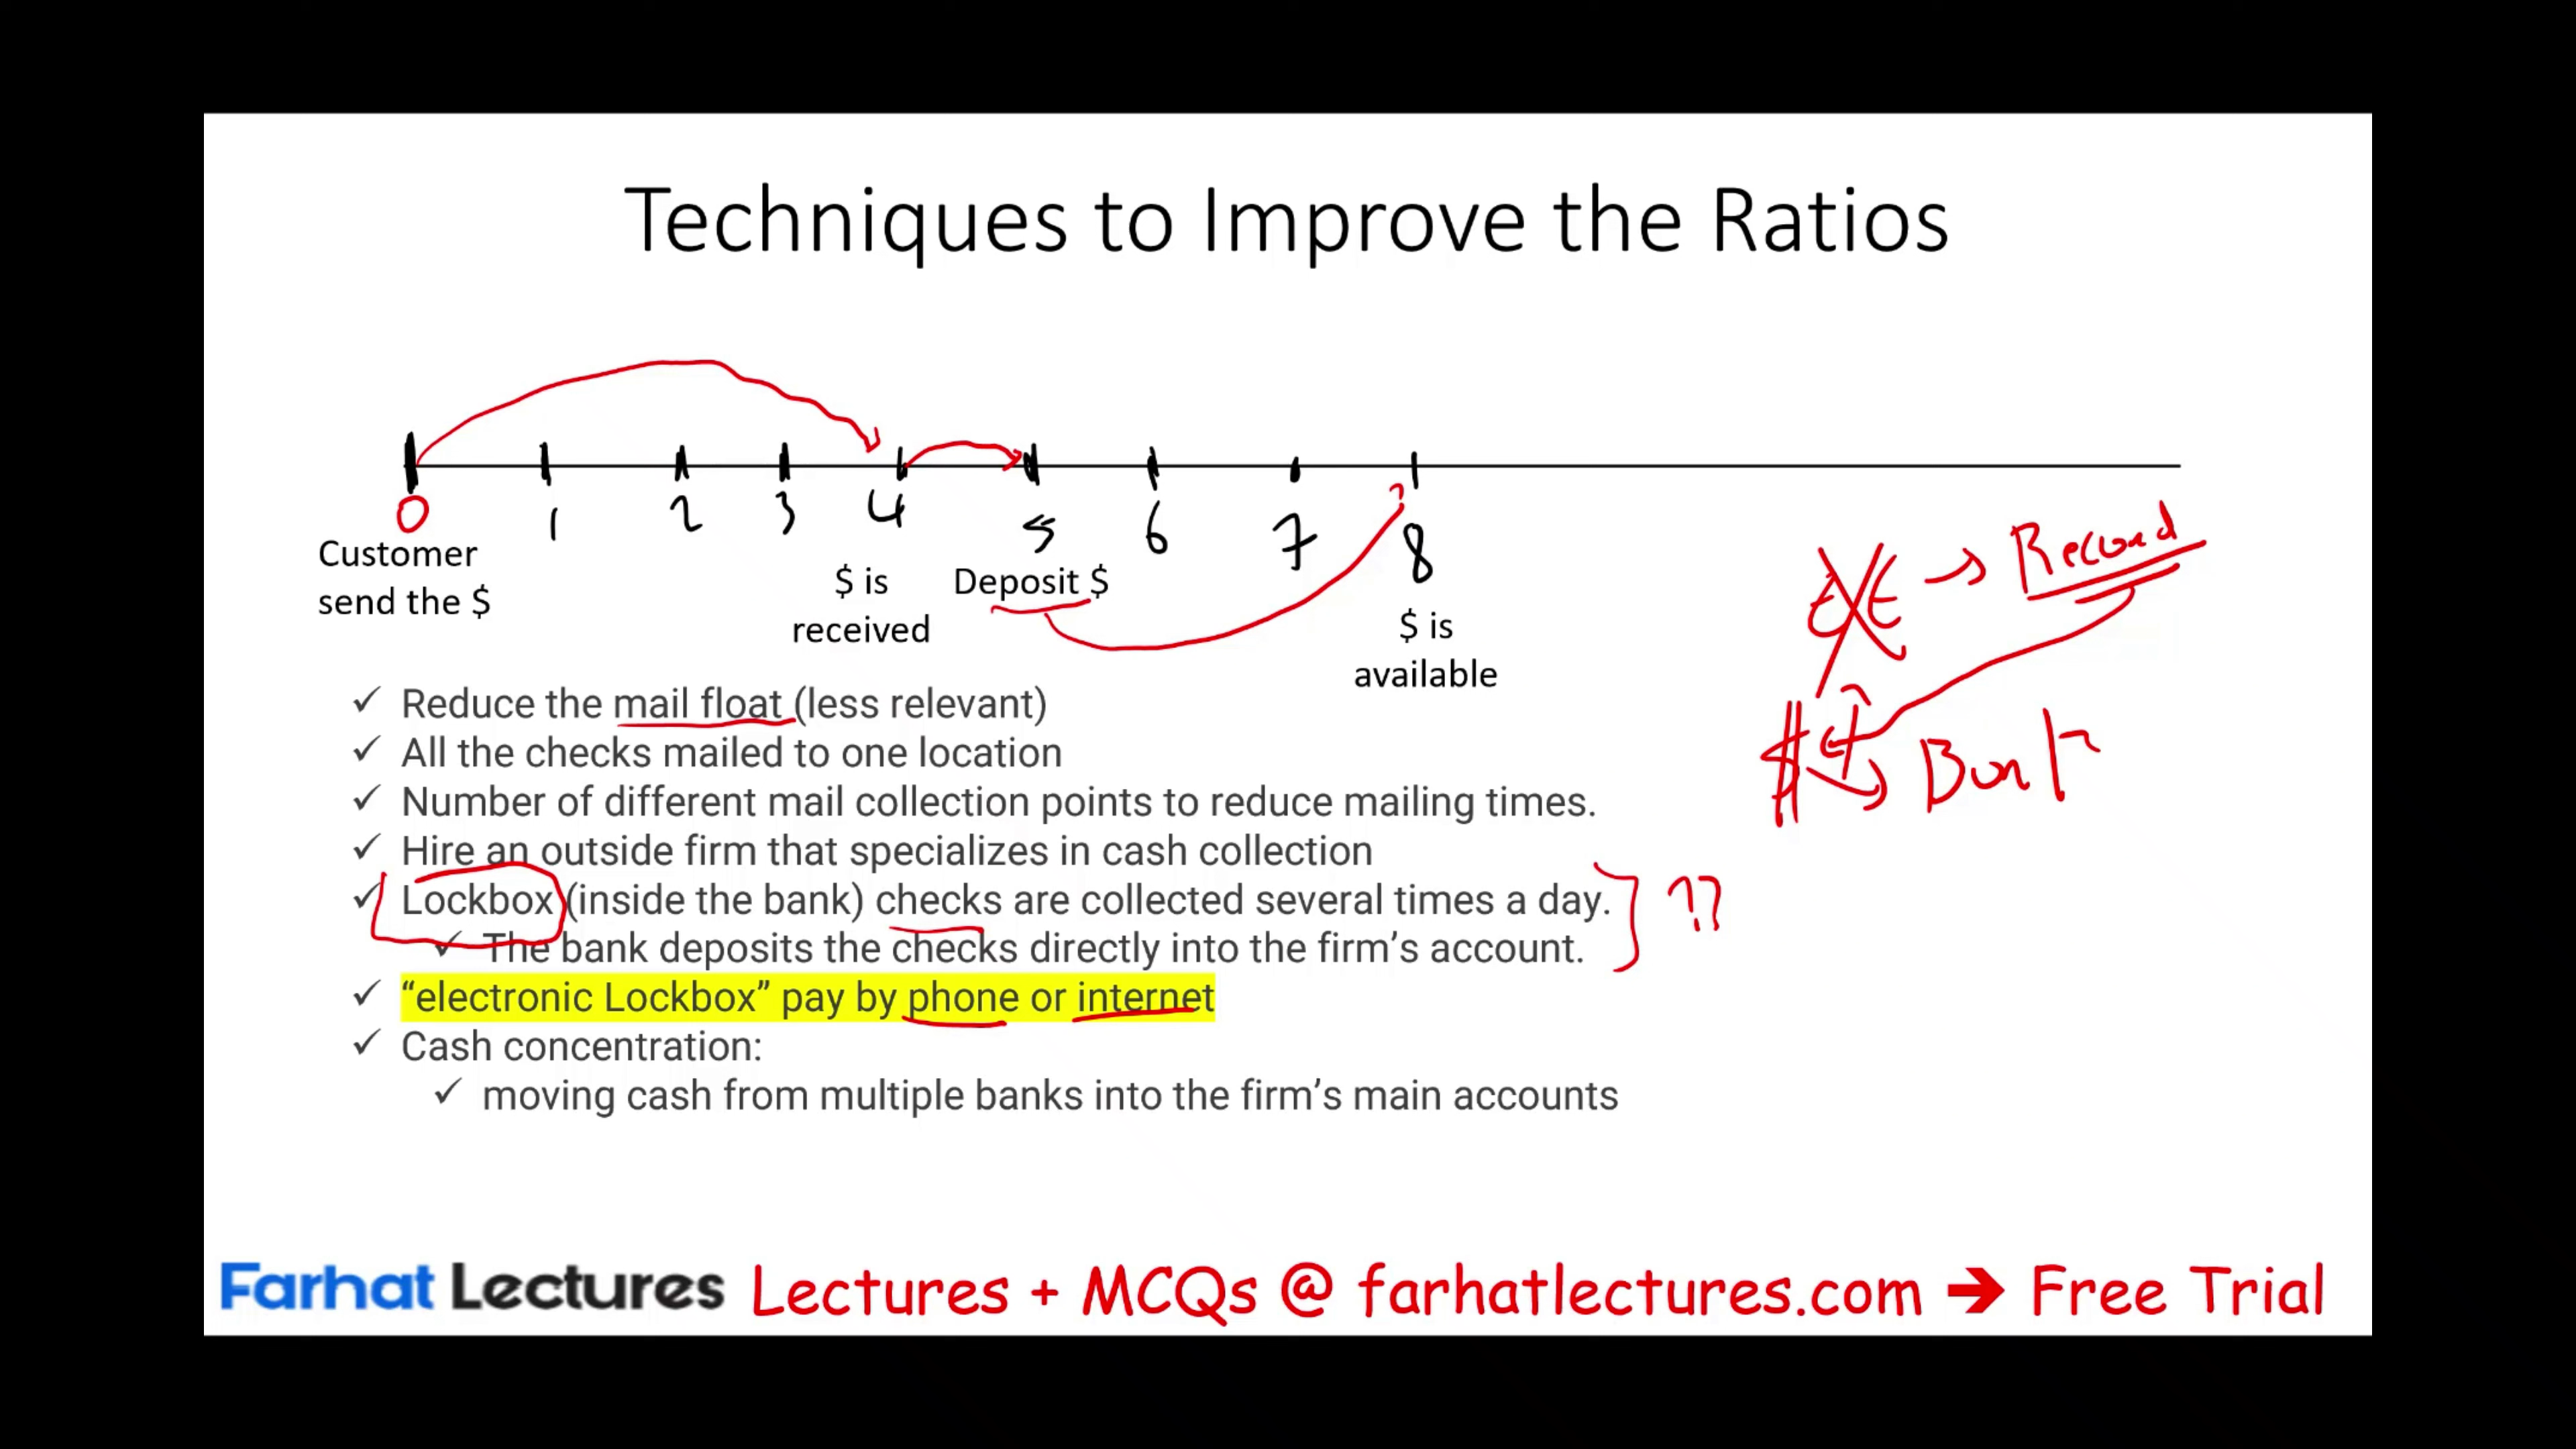 Techniques to Improve the Ratios
0 1 2 3 4 5 6 7 8
Customer
send the $
$ is
received
Deposit $
$ is
available
Record
Bank
✓ Reduce the mail float (less relevant)
✓ All the checks mailed to one location
✓ Number of different mail collection points to reduce mailing times.
✓ Hire an outside firm that specializes in cash collection
✓ Lockbox (inside the bank) checks are collected several times a day.
✓ The bank deposits the checks directly into the firm’s account.
??
✓ “electronic Lockbox” pay by phone or internet
✓ Cash concentration:
✓ moving cash from multiple banks into the firm’s main accounts
Farhat Lectures Lectures + MCQs @ farhatlectures.com ➔ Free Trial